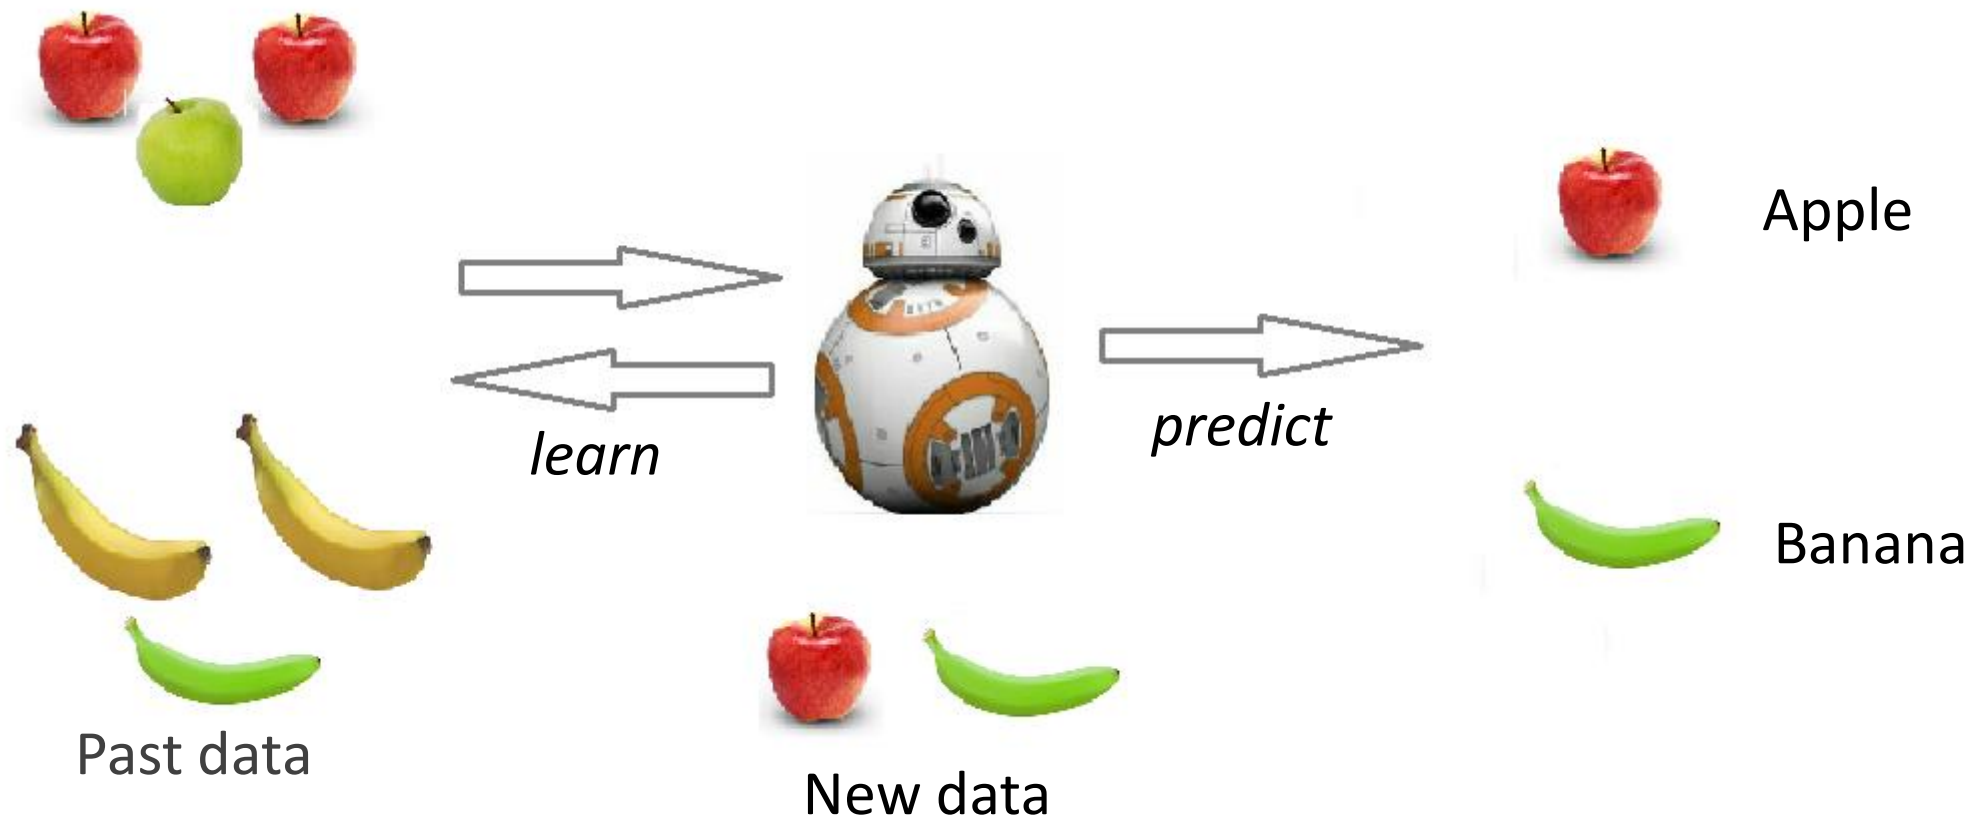 Apple
learn
predict
Banana
Past data
New data